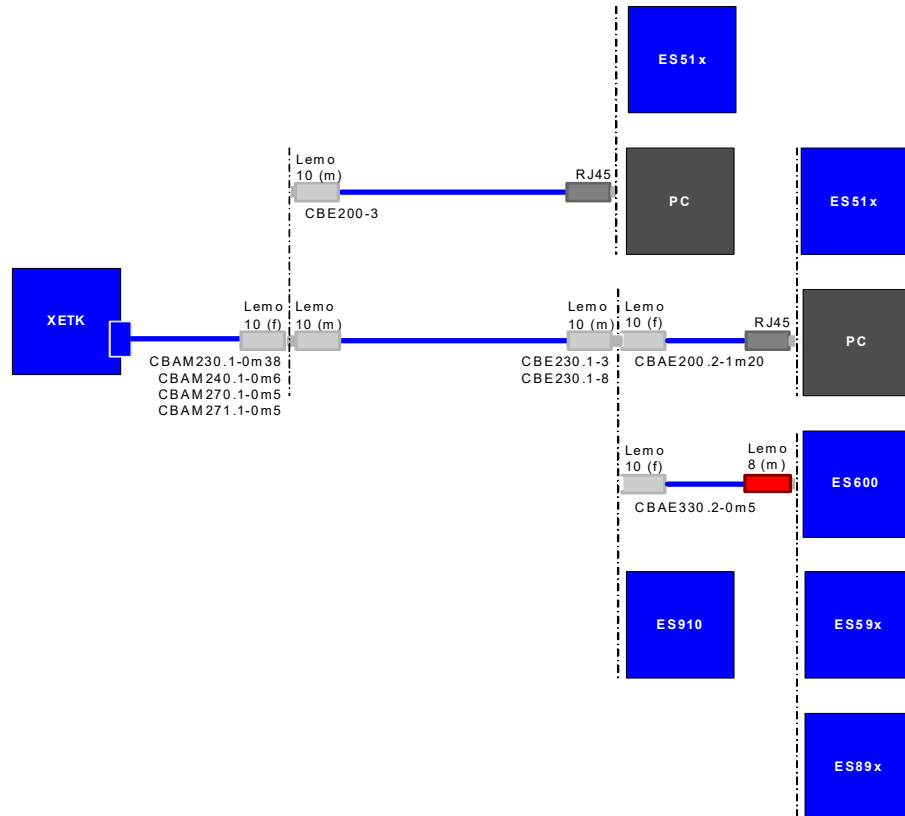 ES51x
Lemo
10 (m)
RJ45
CBE200-3
PC
ES51x
XETK
Lemo
10 (f)
Lemo
10 (m)
Lemo
10 (m)
Lemo
10 (f)
RJ45
PC
CBAM230.1-0m38
CBAM240.1-0m6
CBAM270.1-0m5
CBAM271.1-0m5
CBE230.1-3
CBE230.1-8
CBAE200.2-1m20
Lemo
10 (f)
Lemo
8 (m)
CBAE330.2-0m5
ES600
ES910
ES59x
ES89x